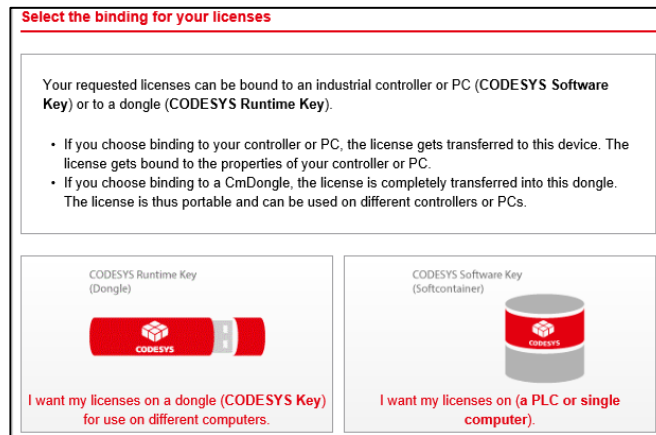 Select the binding for your licenses
Your requested licenses can be bound to an industrial controller or PC (CODESYS Software
Key) or to a dongle (CODESYS Runtime Key).
• If you choose binding to your controller or PC, the license gets transferred to this device. The
license gets bound to the properties of your controller or PC.
• If you choose binding to a CmDongle, the license is completely transferred into this dongle.
The license is thus portable and can be used on different controllers or PCs.
CODESYS Runtime Key
(Dongle)
CODESYS
I want my licenses on a dongle (CODESYS Key)
for use on different computers.
CODESYS Software Key
(Softcontainer)
CODESYS
I want my licenses on (a PLC or single
computer).